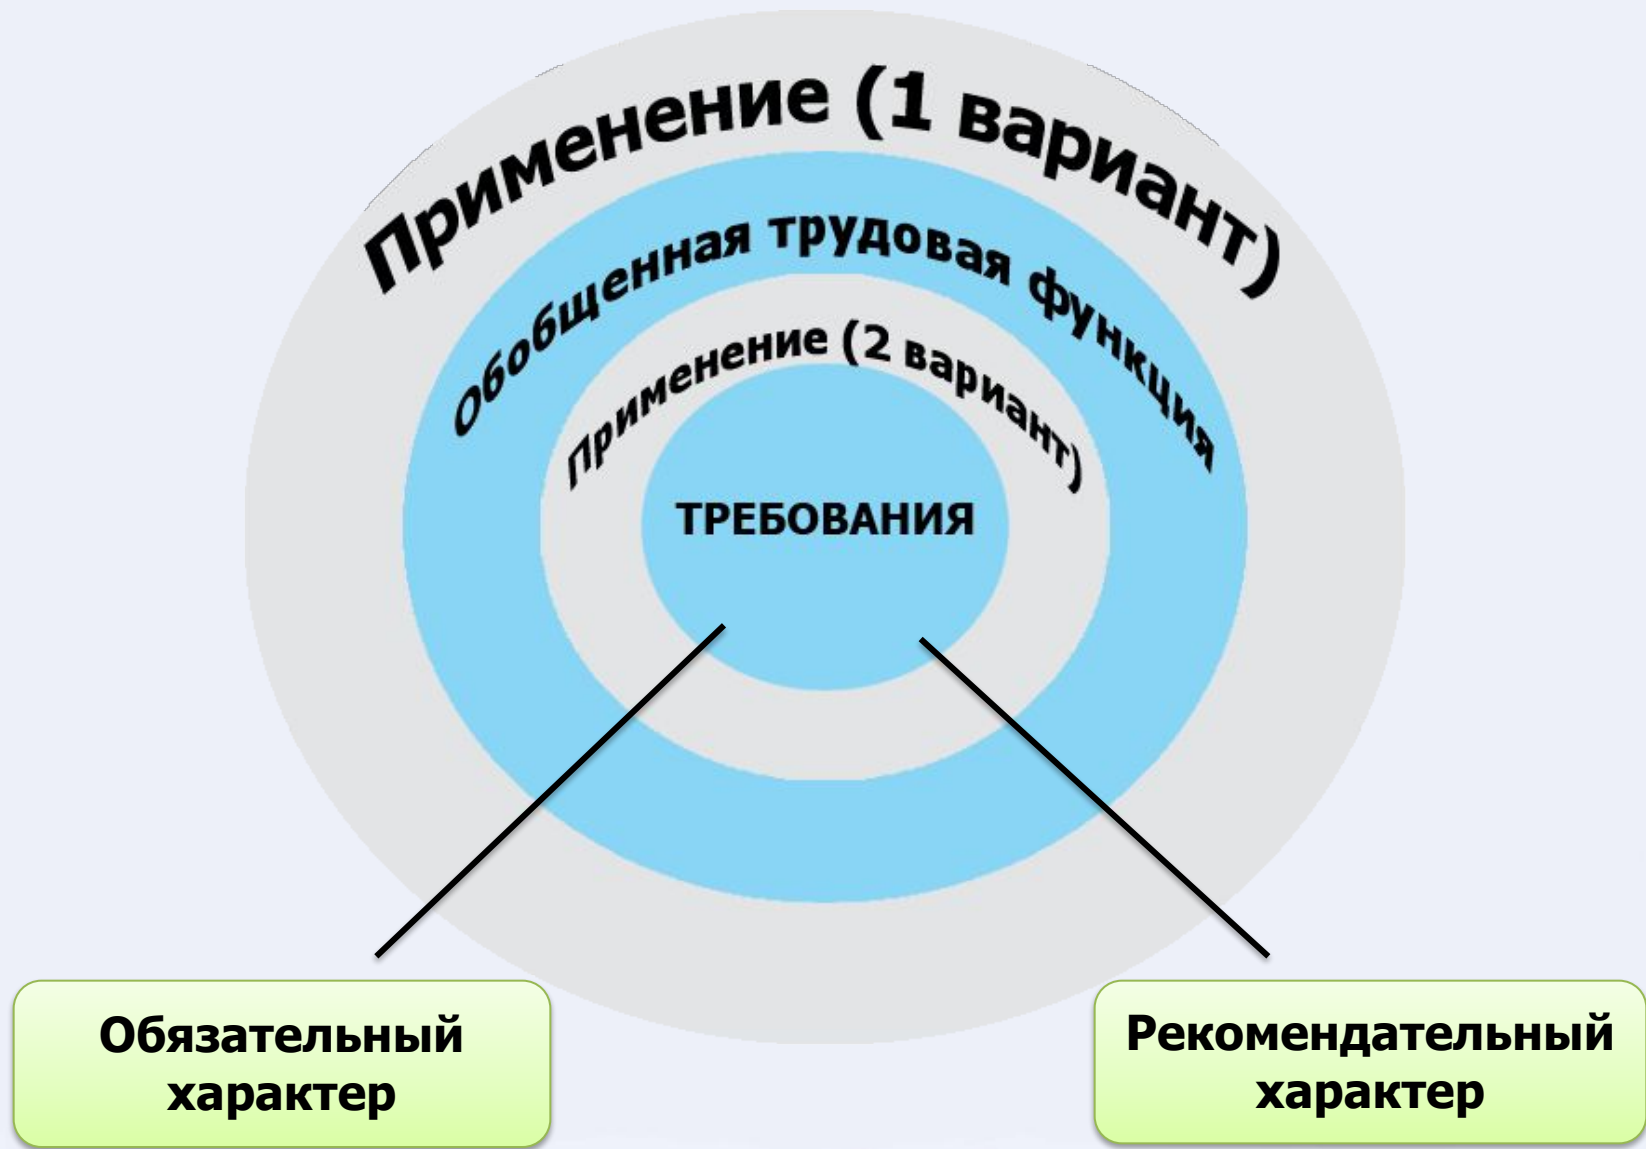 Применение (1 вариант)
Обобщенная трудовая функция
Применение (2 вариант)
ТРЕБОВАНИЯ
Обязательный
характер
Рекомендательный
характер